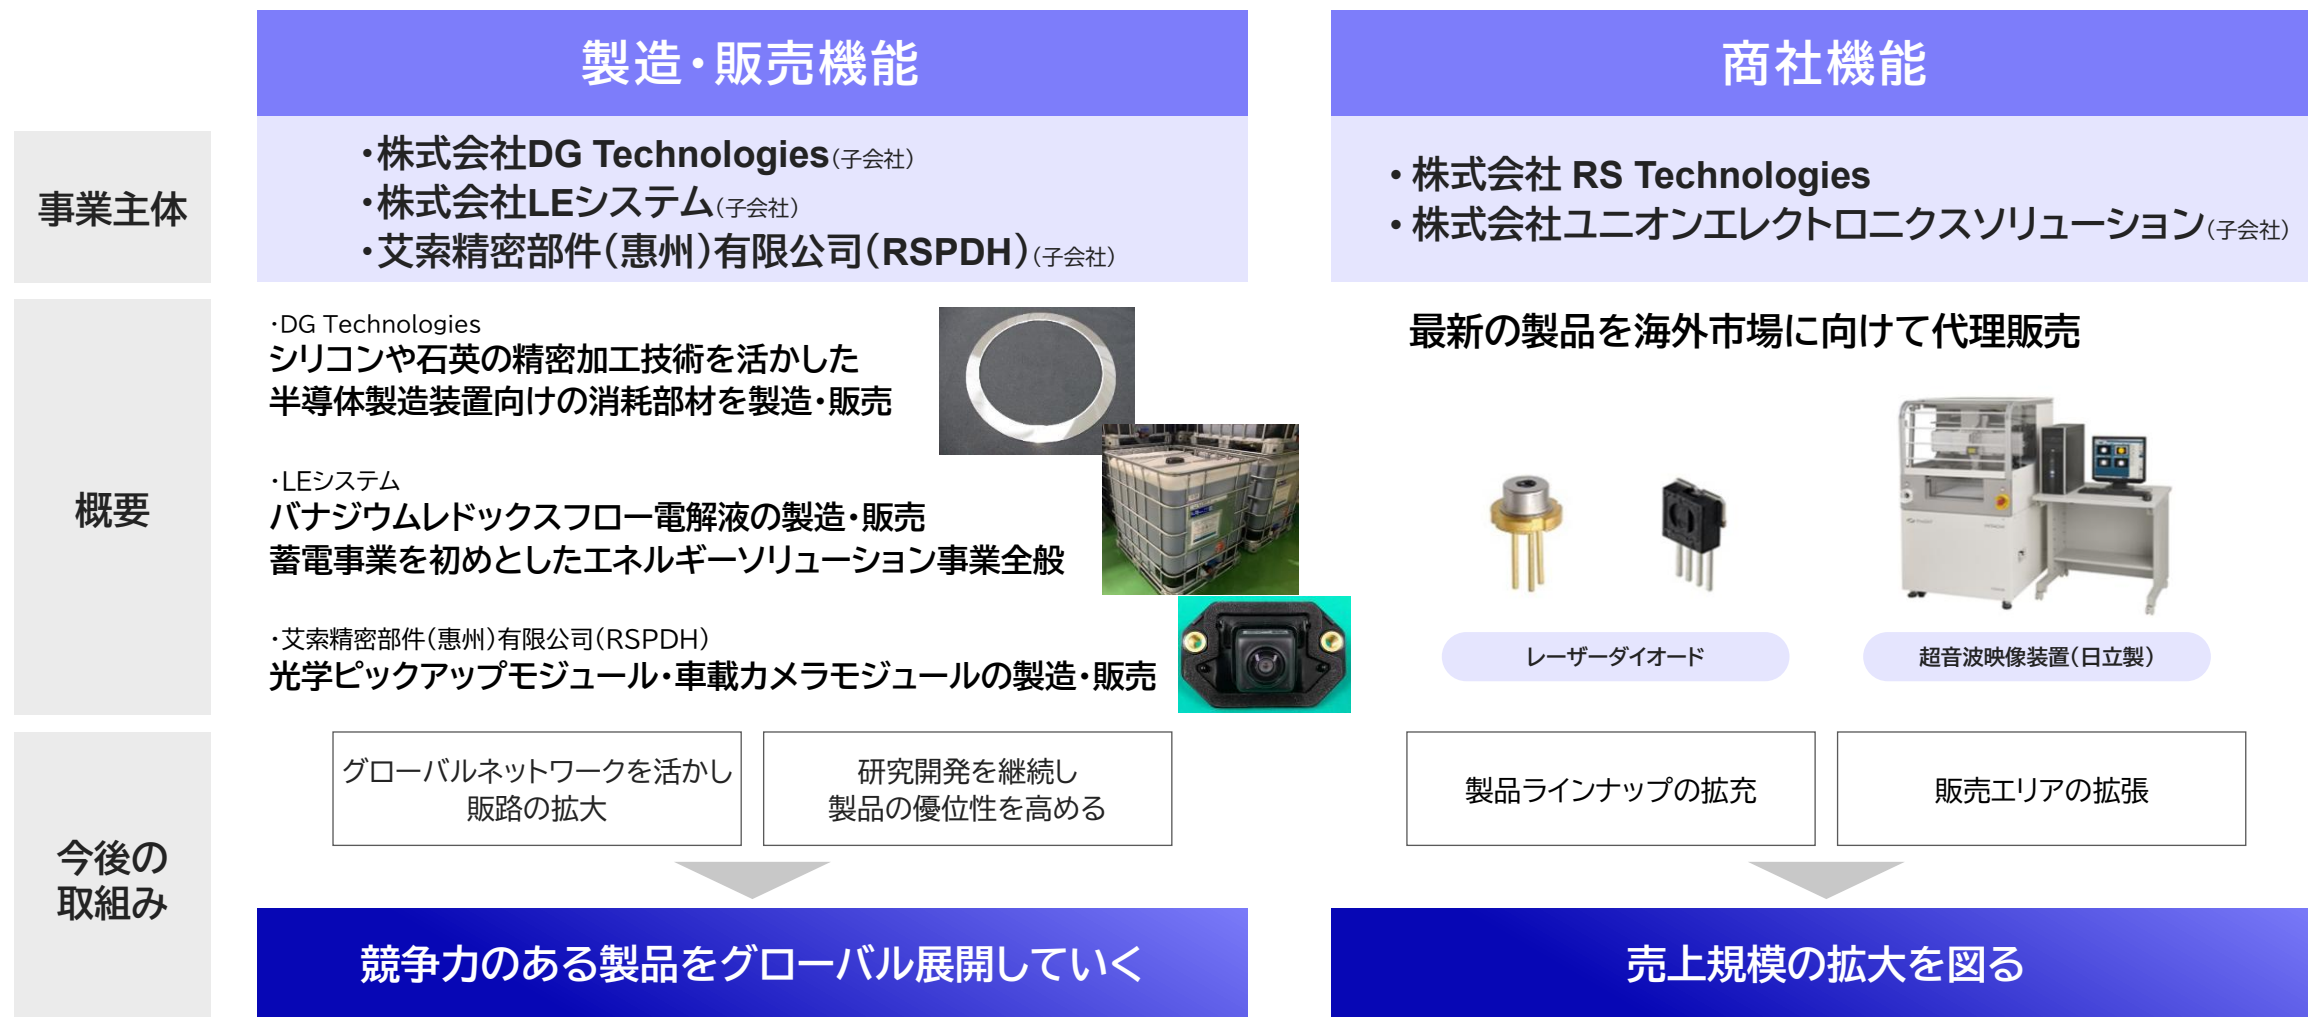 製造・販売機能
商社機能
事業主体
・株式会社DG Technologies(子会社)
・株式会社LEシステム(子会社)
・艾索精密部件(惠州)有限公司(RSPDH)(子会社)
• 株式会社 RS Technologies
• 株式会社ユニオンエレクトロニクスソリューション(子会社)
概要
・DG Technologies
シリコンや石英の精密加工技術を活かした
半導体製造装置向けの消耗部材を製造・販売
・LEシステム
バナジウムレドックスフロー電解液の製造・販売
蓄電事業を初めとしたエネルギーソリューション事業全般
・艾索精密部件(惠州)有限公司(RSPDH)
光学ピックアップモジュール・車載カメラモジュールの製造・販売
最新の製品を海外市場に向けて代理販売
レーザーダイオード
超音波映像装置(日立製)
今後の
取組み
グローバルネットワークを活かし
販路の拡大
研究開発を継続し
製品の優位性を高める
競争力のある製品をグローバル展開していく
製品ラインナップの拡充
販売エリアの拡張
売上規模の拡大を図る